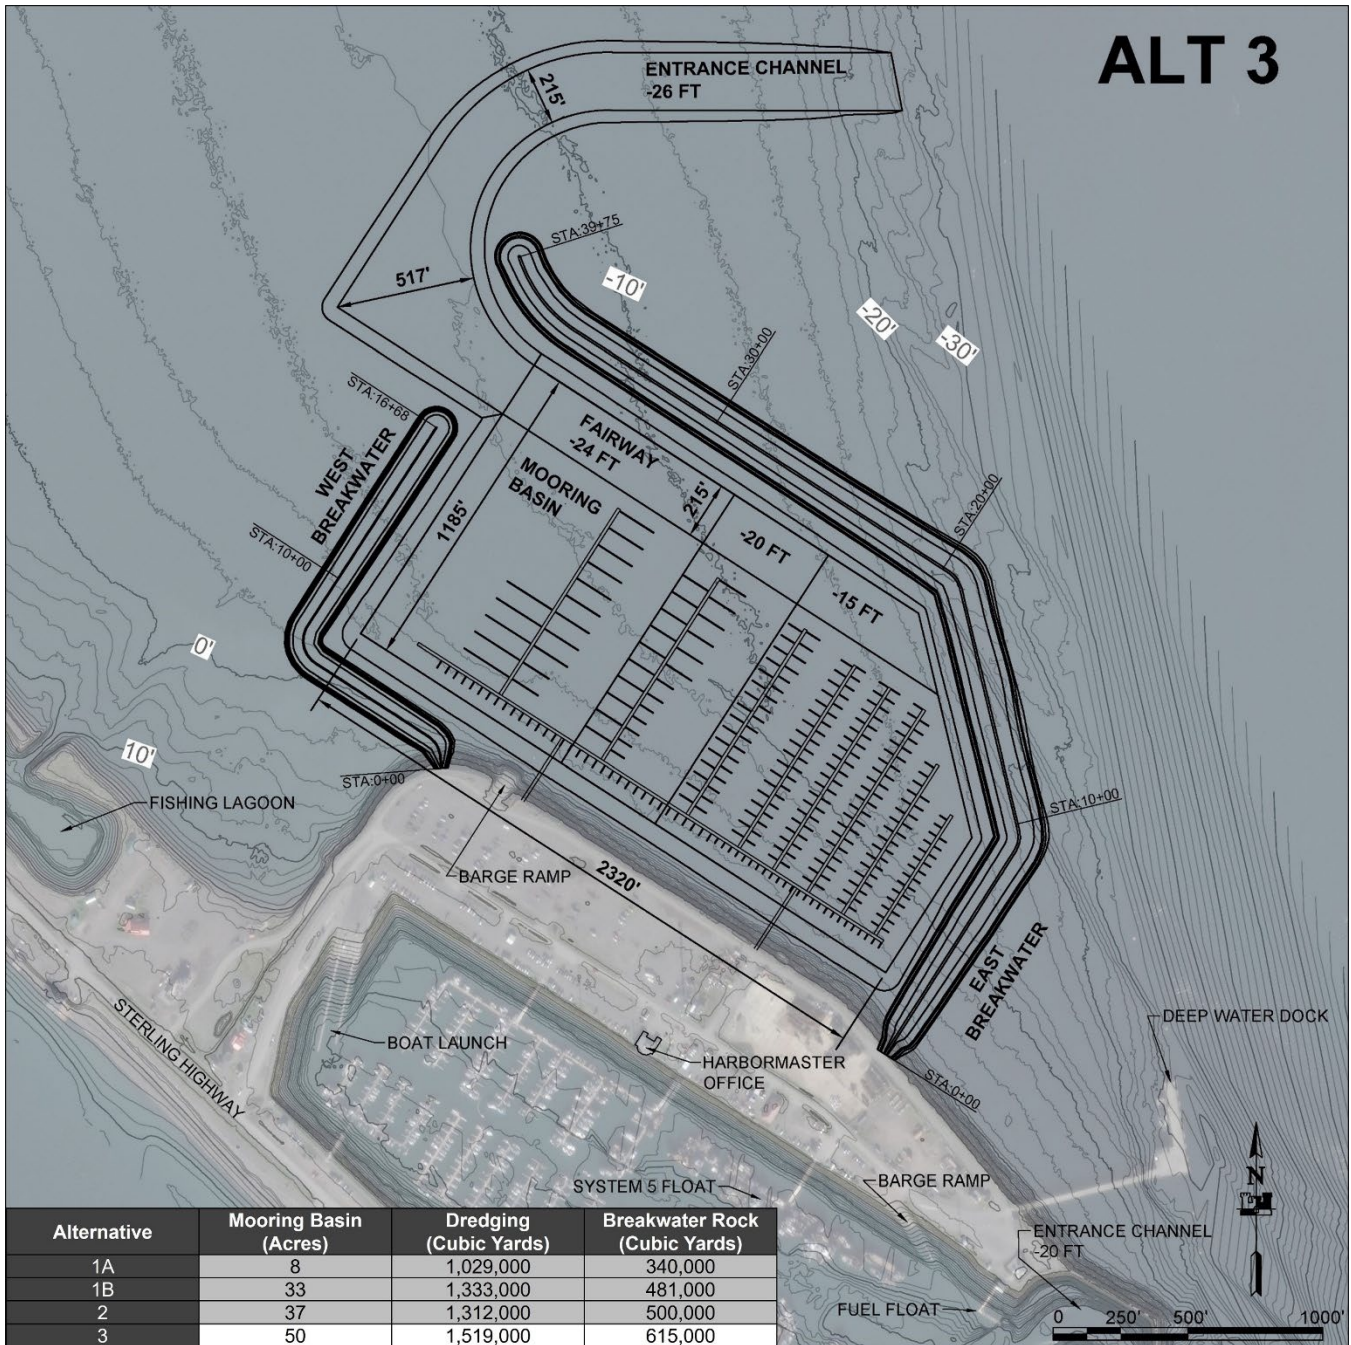 ALT 3
ENTRANCE CHANNEL
-26 FT
215'
STA:39+75
517'
-10'
-20'
-30'
STA:30+00
STA:16+68
WEST
BREAKWATER
FAIRWAY
-24 FT
MOORING
BASIN
1185'
215'
-20 FT
-15 FT
STA:20+00
STA:10+00
0'
10'
STA:0+00
FISHING LAGOON
BARGE RAMP
2320'
STA:10+00
EAST
BREAKWATER
STA:0+00
DEEP WATER DOCK
STERLING HIGHWAY
BOAT LAUNCH
HARBORMASTER
OFFICE
SYSTEM 5 FLOAT
BARGE RAMP
ENTRANCE CHANNEL
-20 FT
FUEL FLOAT
N
0 250' 500' 1000'
Alternative Mooring Basin (Acres) Dredging (Cubic Yards) Breakwater Rock (Cubic Yards)
1A 8 1,029,000 340,000
1B 33 1,333,000 481,000
2 37 1,312,000 500,000
3 50 1,519,000 615,000